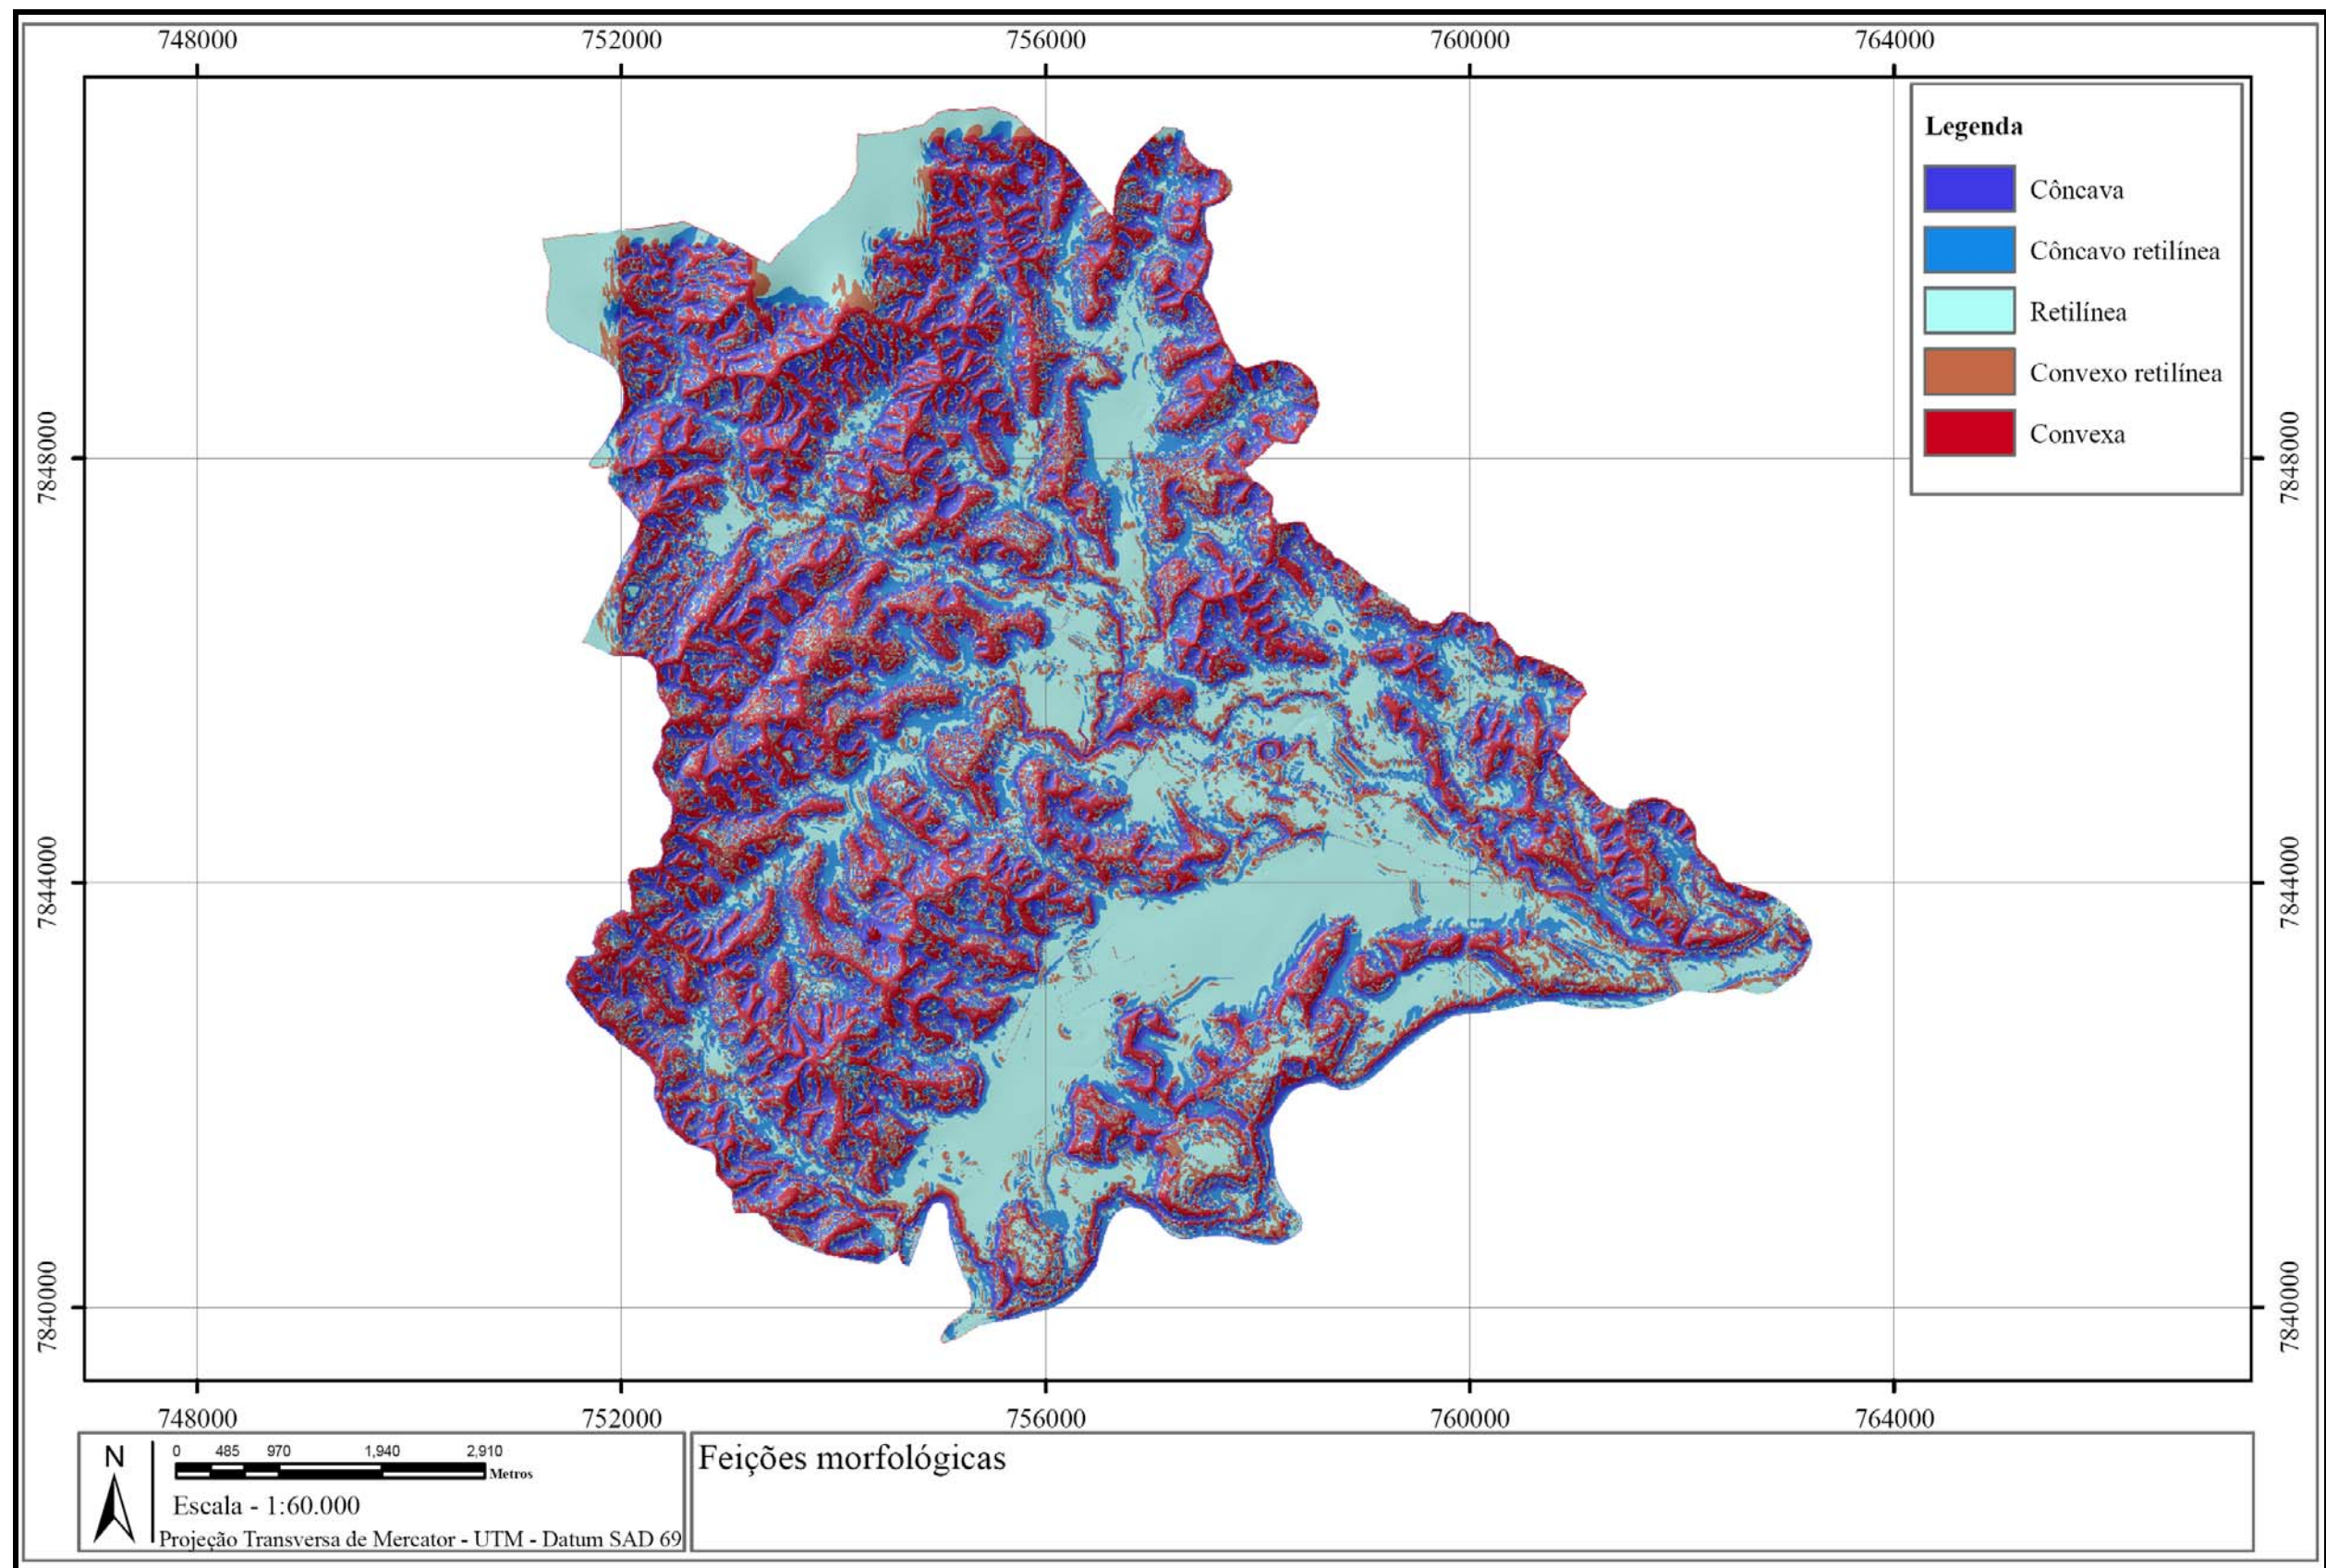 748000 752000 756000 760000 764000
Legenda
Côncava
Côncavo retilínea
Retilínea
Convexo retilínea
Convexa
7848000 7848000
7844000 7844000
7840000 7840000
748000 752000 756000 760000 764000
N
0 485 970 1,940 2,910
Metros
Escala - 1:60.000
Projeção Transversa de Mercator - UTM - Datum SAD 69
Feições morfológicas